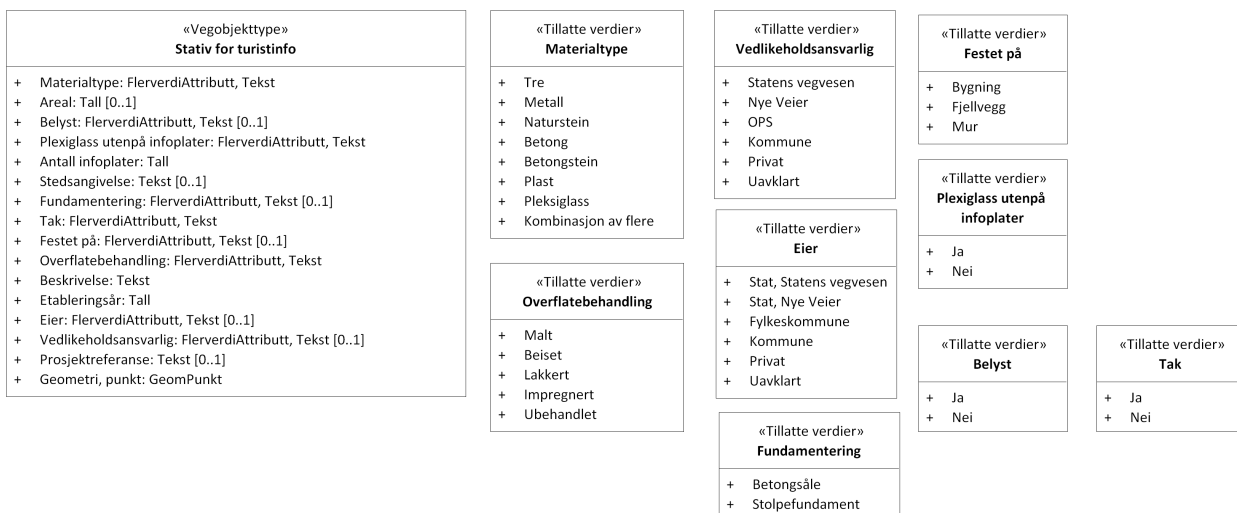 «Vegobjekttype»
Stativ for turistinfo
+ Materialtype: FlerverdiAttributt, Tekst
+ Areal: Tall [0..1]
+ Belyst: FlerverdiAttributt, Tekst [0..1]
+ Plexiglass utenpå infoplater: FlerverdiAttributt, Tekst
+ Antall infoplater: Tall
+ Stedsangivelse: Tekst [0..1]
+ Fundamentering: FlerverdiAttributt, Tekst [0..1]
+ Tak: FlerverdiAttributt, Tekst
+ Festet på: FlerverdiAttributt, Tekst [0..1]
+ Overflatebehandling: FlerverdiAttributt, Tekst
+ Beskrivelse: Tekst
+ Etableringsår: Tall
+ Eier: FlerverdiAttributt, Tekst [0..1]
+ Vedlikeholdsansvarlig: FlerverdiAttributt, Tekst [0..1]
+ Prosjektreferanse: Tekst [0..1]
+ Geometri, punkt: GeomPunkt
«Tillatte verdier»
Materialtype
+ Tre
+ Metall
+ Naturstein
+ Betong
+ Betongstein
+ Plast
+ Pleksiglass
+ Kombinasjon av flere
«Tillatte verdier»
Overflatebehandling
+ Malt
+ Beiset
+ Lakkert
+ Impregnert
+ Ubehandlet
«Tillatte verdier»
Vedlikeholdsansvarlig
+ Statens vegvesen
+ Nye Veier
+ OPS
+ Kommune
+ Privat
+ Uavklart
«Tillatte verdier»
Eier
+ Stat, Statens vegvesen
+ Stat, Nye Veier
+ Fylkeskommune
+ Kommune
+ Privat
+ Uavklart
«Tillatte verdier»
Fundamentering
+ Betongsåle
+ Stolpefundament
«Tillatte verdier»
Festet på
+ Bygning
+ Fjellvegg
+ Mur
«Tillatte verdier»
Plexiglass utenpå
infoplater
+ Ja
+ Nei
«Tillatte verdier»
Belyst
+ Ja
+ Nei
«Tillatte verdier»
Tak
+ Ja
+ Nei